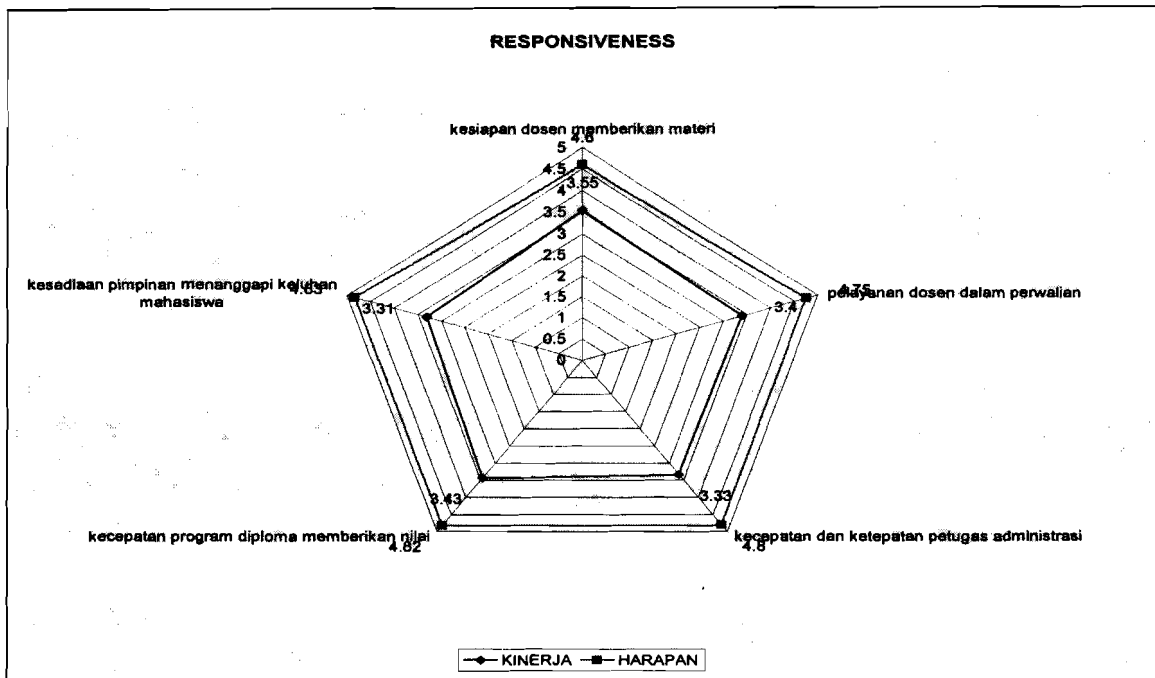 RESPONSIVENESS
kesiapan dosen memberikan materi
4.6
5
4.5
3.55
4
3.5
3
2.5
2
1.5
1
0.5
0
kesadiaan pimpinan menanggapi keluhan
mahasiswa
3.31
pelayanan dosen dalam perwalian
4.75
3.4
3.43
kecepatan program diploma memberikan nilai
4.82
3.33
kecepatan dan ketepatan petugas administrasi
4.8
KINERJA
HARAPAN